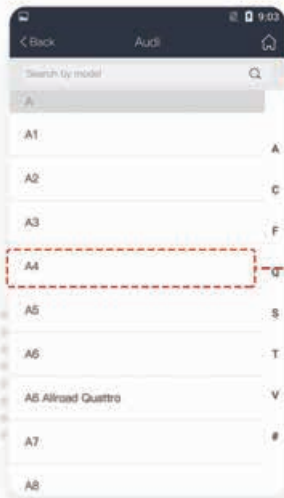 9:03
Back Audi
Search by model
A
A1
A2
A3
A4
A5
A6
A6 Allroad Quattro
A7
A8
A
C
F
Q
S
T
V
#